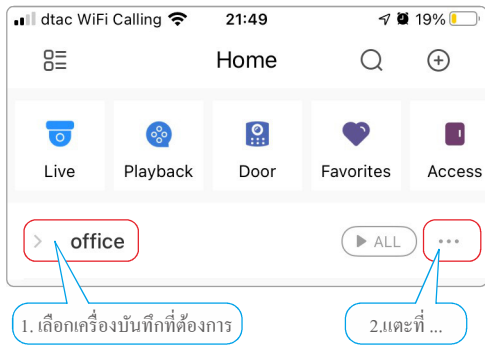 dtac WiFi Calling 21:49 19%
Home
Live Playback Door Favorites Access
office ALL ...
1. เลือกเครื่องบันทึกที่ต้องการ 2.แตะที่ ...